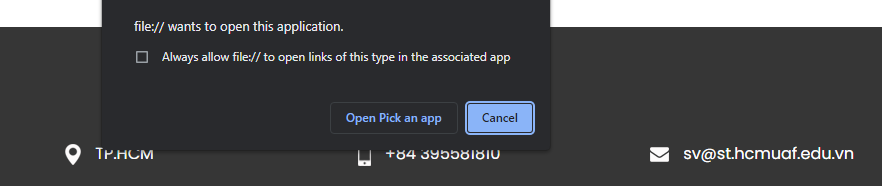 file:// wants to open this application.
Always allow file:// to open links of this type in the associated app
Open Pick an app
Cancel
TP.HCM
+84 395581810
sv@st.hcmuaf.edu.vn